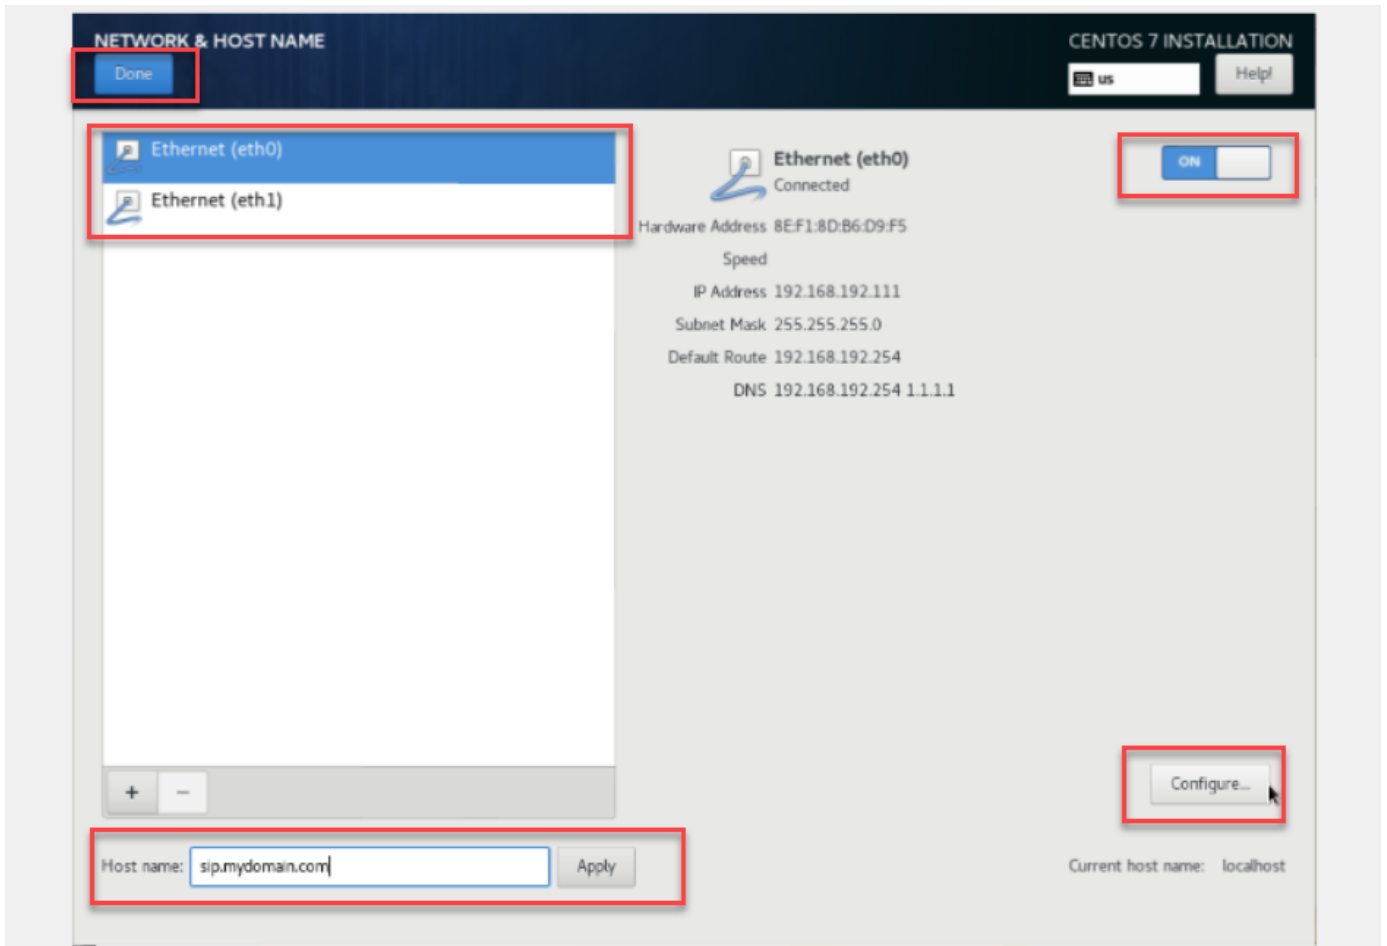 NETWORK & HOST NAME
CENTOS 7 INSTALLATION
Done
us
Help!
Ethernet (eth0)
Ethernet (eth1)
Ethernet (eth0)
Connected
ON
Hardware Address 8E:F1:8D:B6:D9:F5
Speed
IP Address 192.168.192.111
Subnet Mask 255.255.255.0
Default Route 192.168.192.254
DNS 192.168.192.254 1.1.1.1
+ −
Configure...
Host name: sip.mydomain.com Apply
Current host name: localhost